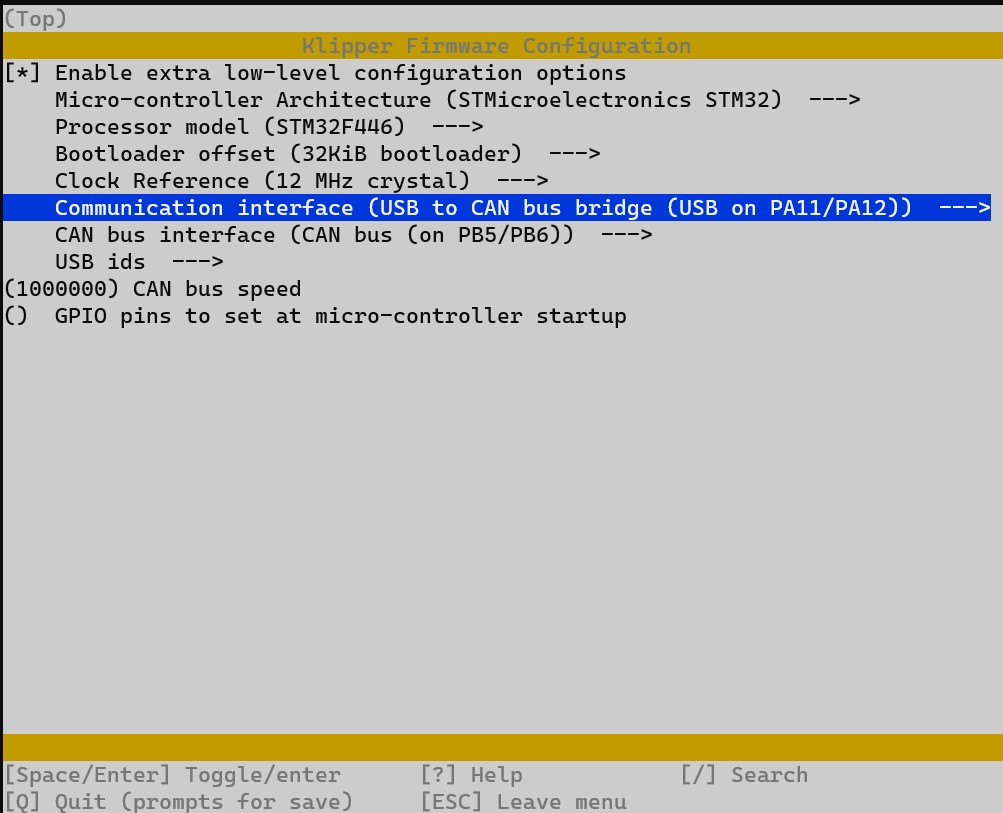 (Top)
Klipper Firmware Configuration
[*] Enable extra low-level configuration options
Micro-controller Architecture (STMicroelectronics STM32)  --->
Processor model (STM32F446)  --->
Bootloader offset (32KiB bootloader)  --->
Clock Reference (12 MHz crystal)  --->
Communication interface (USB to CAN bus bridge (USB on PA11/PA12))  --->
CAN bus interface (CAN bus (on PB5/PB6))  --->
USB ids  --->
(1000000) CAN bus speed
()  GPIO pins to set at micro-controller startup
[Space/Enter] Toggle/enter      [?] Help            [/] Search
[Q] Quit (prompts for save)     [ESC] Leave menu